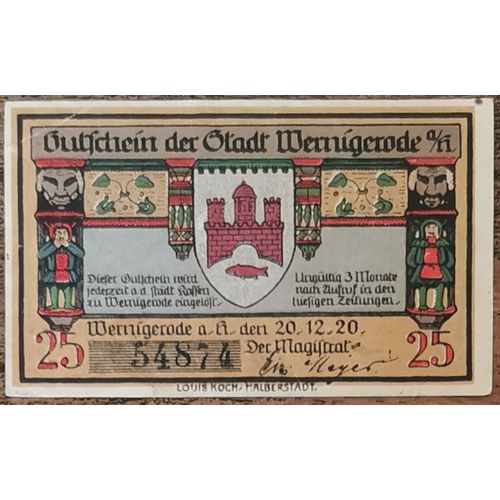 Gutschein der Stadt Wernigerode a/H.
Dieser Gutschein wird
jederzeit a.d. Stadt Kassen
zu Wernigerode eingelöst.
Ungültig 3 Monate
nach Aufruf in den
hiesigen Zeitungen.
Wernigerode a. H. den 20.12.20.
25 54874 Der Magistrat 25
LOUIS KOCH-HALBERSTADT.